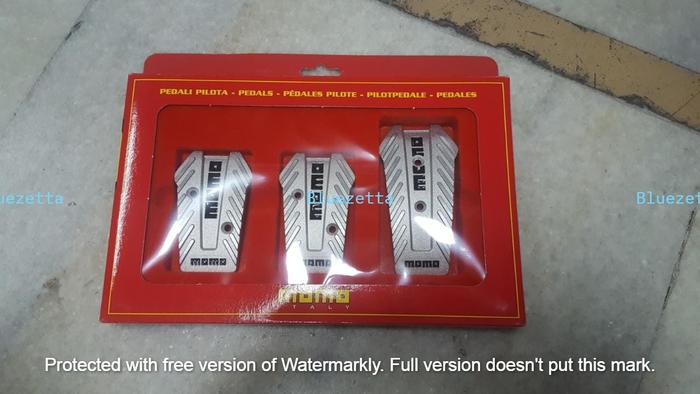 PEDALI PILOTA - PEDALS - PÉDALES PILOTE - PILOTPEDALE - PEDALES
momo
momo
momo
momo
momo
momo
Bluezetta
Bluezetta
Bluezetta
momo
ITALY
Protected with free version of Watermarkly. Full version doesn't put this mark.